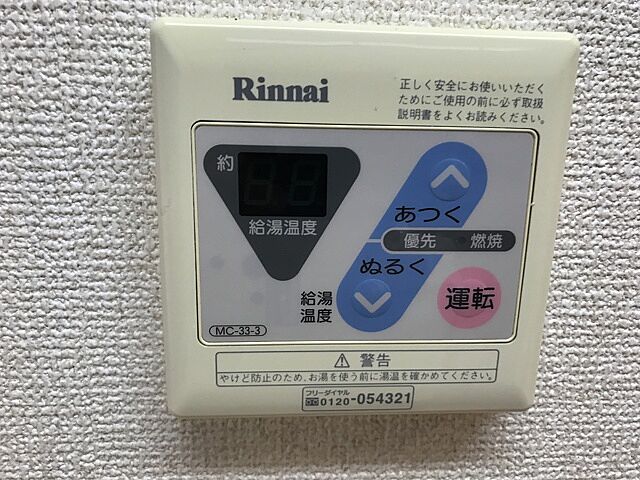 Rinnai
正しく安全にお使いいただく
ためにご使用の前に必ず取扱
説明書をよくお読みください。
約
給湯温度
あつく
優先 燃焼
ぬるく
給湯
温度
運転
MC-33-3
⚠ 警告
やけど防止のため、お湯を使う前に湯温を確かめてください。
フリーダイヤル
0120-054321